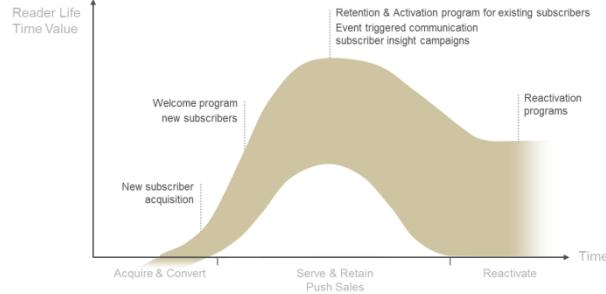 Reader Life
Time Value
Retention & Activation program for existing subscribers
Event triggered communication
subscriber insight campaigns
Welcome program
new subscribers
Reactivation
programs
New subscriber
acquisition
Time
Acquire & Convert
Serve & Retain
Push Sales
Reactivate